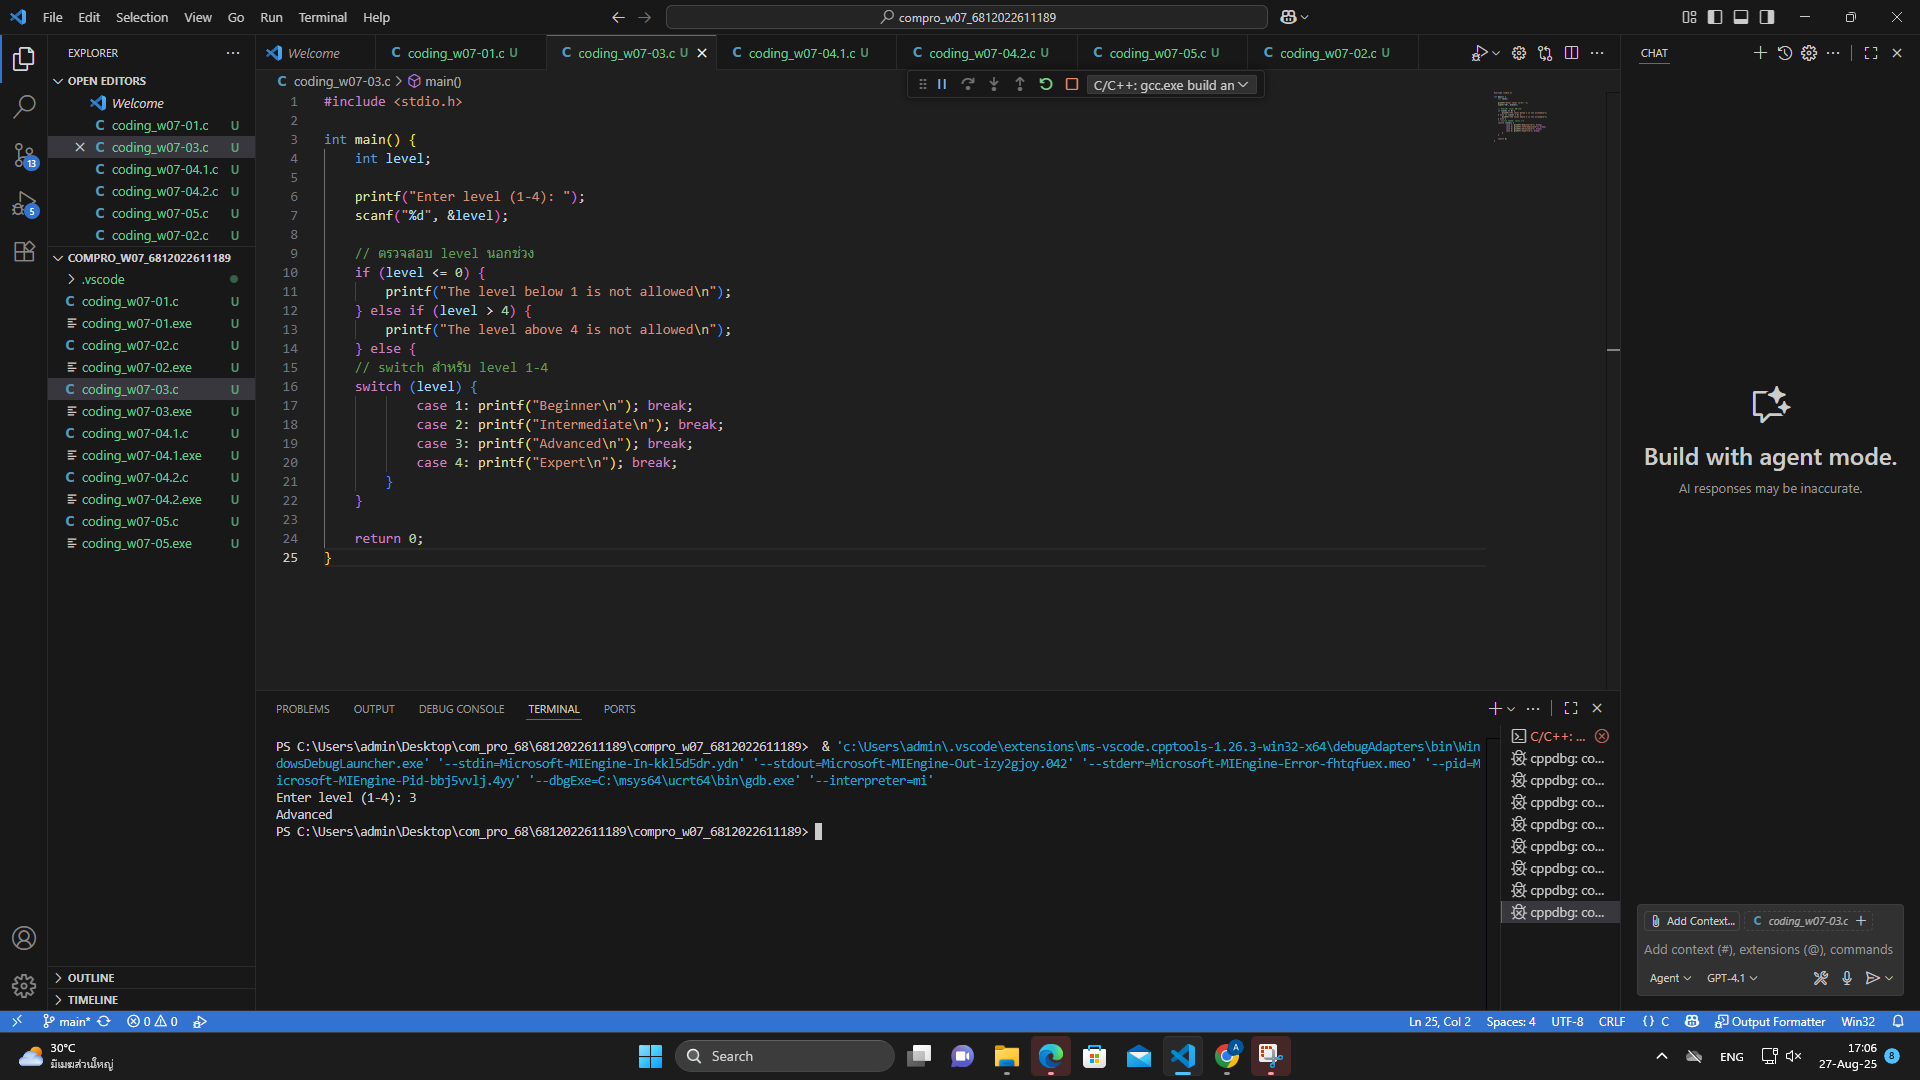 File Edit Selection View Go Run Terminal Help
compro_w07_6812022611189
EXPLORER
OPEN EDITORS
Welcome
coding_w07-01.c U
coding_w07-03.c U
coding_w07-04.1.c U
coding_w07-04.2.c U
coding_w07-05.c U
coding_w07-02.c U
COMPRO_W07_6812022611189
.vscode
coding_w07-01.c U
coding_w07-01.exe U
coding_w07-02.c U
coding_w07-02.exe U
coding_w07-03.c U
coding_w07-03.exe U
coding_w07-04.1.c U
coding_w07-04.1.exe U
coding_w07-04.2.c U
coding_w07-04.2.exe U
coding_w07-05.c U
coding_w07-05.exe U
OUTLINE
TIMELINE
13
5
Welcome coding_w07-01.c U coding_w07-03.c U coding_w07-04.1.c U coding_w07-04.2.c U coding_w07-05.c U coding_w07-02.c U
coding_w07-03.c > main()
C/C++: gcc.exe build an
1 #include <stdio.h>
2
3 int main() {
4 int level;
5
6 printf("Enter level (1-4): ");
7 scanf("%d", &level);
8
9 // ตรวจสอบ level นอกช่วง
10 if (level <= 0) {
11 printf("The level below 1 is not allowed\n");
12 } else if (level > 4) {
13 printf("The level above 4 is not allowed\n");
14 } else {
15 // switch สำหรับ level 1-4
16 switch (level) {
17 case 1: printf("Beginner\n"); break;
18 case 2: printf("Intermediate\n"); break;
19 case 3: printf("Advanced\n"); break;
20 case 4: printf("Expert\n"); break;
21 }
22 }
23
24 return 0;
25 }
PROBLEMS OUTPUT DEBUG CONSOLE TERMINAL PORTS
PS C:\Users\admin\Desktop\com_pro_68\6812022611189\compro_w07_6812022611189> & 'c:\Users\admin\.vscode\extensions\ms-vscode.cpptools-1.26.3-win32-x64\debugAdapters\bin\Win
dowsDebugLauncher.exe' '--stdin=Microsoft-MIEngine-In-kkl5d5dr.ydn' '--stdout=Microsoft-MIEngine-Out-izy2gjoy.042' '--stderr=Microsoft-MIEngine-Error-fhtqfuex.meo' '--pid=M
icrosoft-MIEngine-Pid-bbj5vvlj.4yy' '--dbgExe=C:\msys64\ucrt64\bin\gdb.exe' '--interpreter=mi'
Enter level (1-4): 3
Advanced
PS C:\Users\admin\Desktop\com_pro_68\6812022611189\compro_w07_6812022611189>
C/C++: ...
cppdbg: co...
cppdbg: co...
cppdbg: co...
cppdbg: co...
cppdbg: co...
cppdbg: co...
cppdbg: co...
cppdbg: co...
CHAT
Build with agent mode.
AI responses may be inaccurate.
Add Context... coding_w07-03.c
Add context (#), extensions (@), commands
Agent GPT-4.1
main* 0 0
Ln 25, Col 2 Spaces: 4 UTF-8 CRLF {} C Output Formatter Win32
30°C
มีเมฆส่วนใหญ่
Search
A
ENG
17:06
27-Aug-25
8